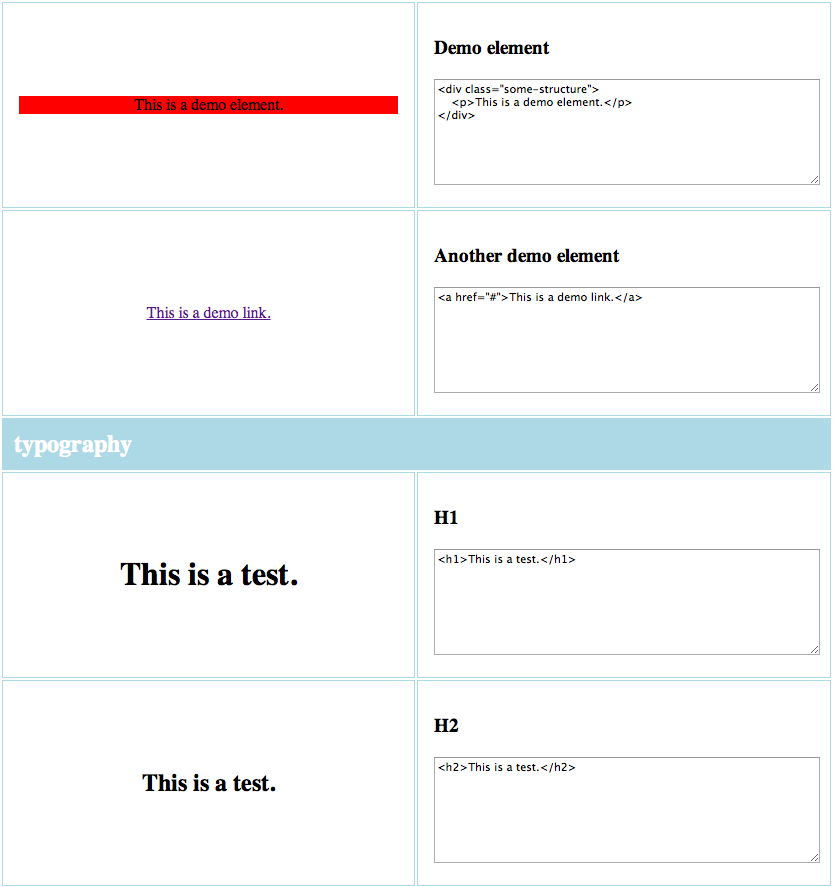 This is a demo element.
Demo element
<div class="some-structure">
    <p>This is a demo element.</p>
</div>
This is a demo link.
Another demo element
<a href="#">This is a demo link.</a>
typography
This is a test.
H1
<h1>This is a test.</h1>
This is a test.
H2
<h2>This is a test.</h2>